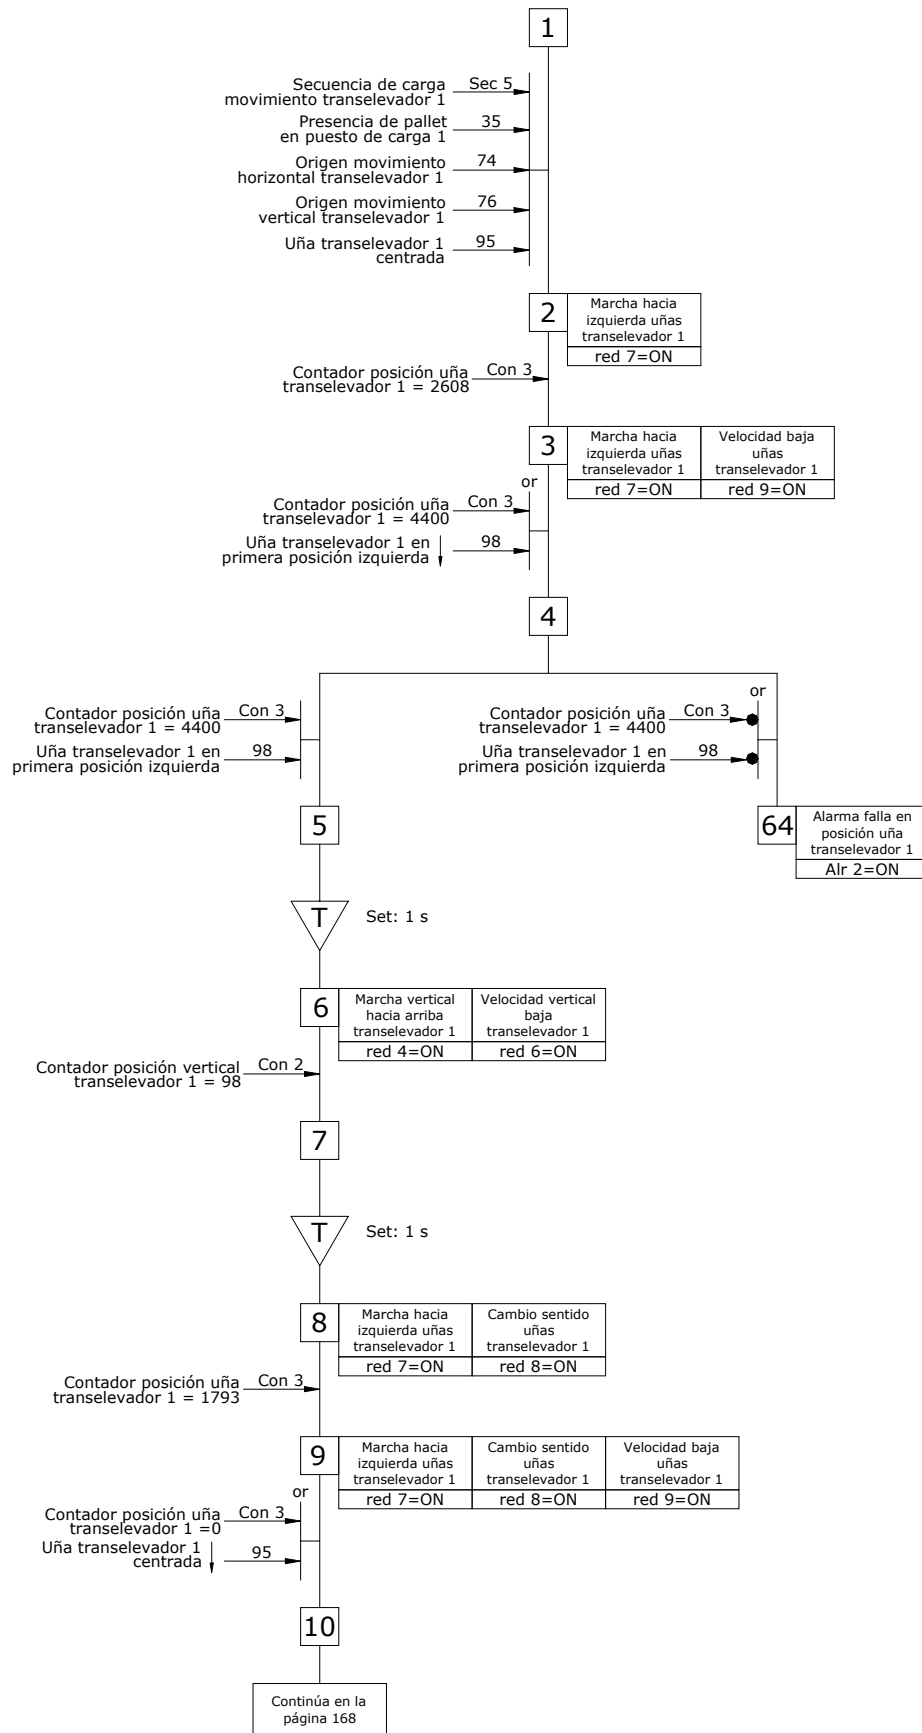 1
Secuencia de carga
movimiento transelevador 1
Sec 5
Presencia de pallet
en puesto de carga 1
35
Origen movimiento
horizontal transelevador 1
74
Origen movimiento
vertical transelevador 1
76
Uña transelevador 1
centrada
95
2
Marcha hacia
izquierda uñas
transelevador 1
red 7=ON
Contador posición uña
transelevador 1 = 2608
Con 3
3
Marcha hacia
izquierda uñas
transelevador 1
red 7=ON
Velocidad baja
uñas
transelevador 1
red 9=ON
or
Contador posición uña
transelevador 1 = 4400
Con 3
Uña transelevador 1 en
primera posición izquierda
98
4
Contador posición uña
transelevador 1 = 4400
Con 3
Uña transelevador 1 en
primera posición izquierda
98
or
Contador posición uña
transelevador 1 = 4400
Con 3
Uña transelevador 1 en
primera posición izquierda
98
5
64
Alarma falla en
posición uña
transelevador 1
Alr 2=ON
T
Set: 1 s
6
Marcha vertical
hacia arriba
transelevador 1
red 4=ON
Velocidad vertical
baja
transelevador 1
red 6=ON
Contador posición vertical
transelevador 1 = 98
Con 2
7
T
Set: 1 s
8
Marcha hacia
izquierda uñas
transelevador 1
red 7=ON
Cambio sentido
uñas
transelevador 1
red 8=ON
Contador posición uña
transelevador 1 = 1793
Con 3
9
Marcha hacia
izquierda uñas
transelevador 1
red 7=ON
Cambio sentido
uñas
transelevador 1
red 8=ON
Velocidad baja
uñas
transelevador 1
red 9=ON
or
Contador posición uña
transelevador 1 =0
Con 3
Uña transelevador 1
centrada
95
10
Continúa en la
página 168